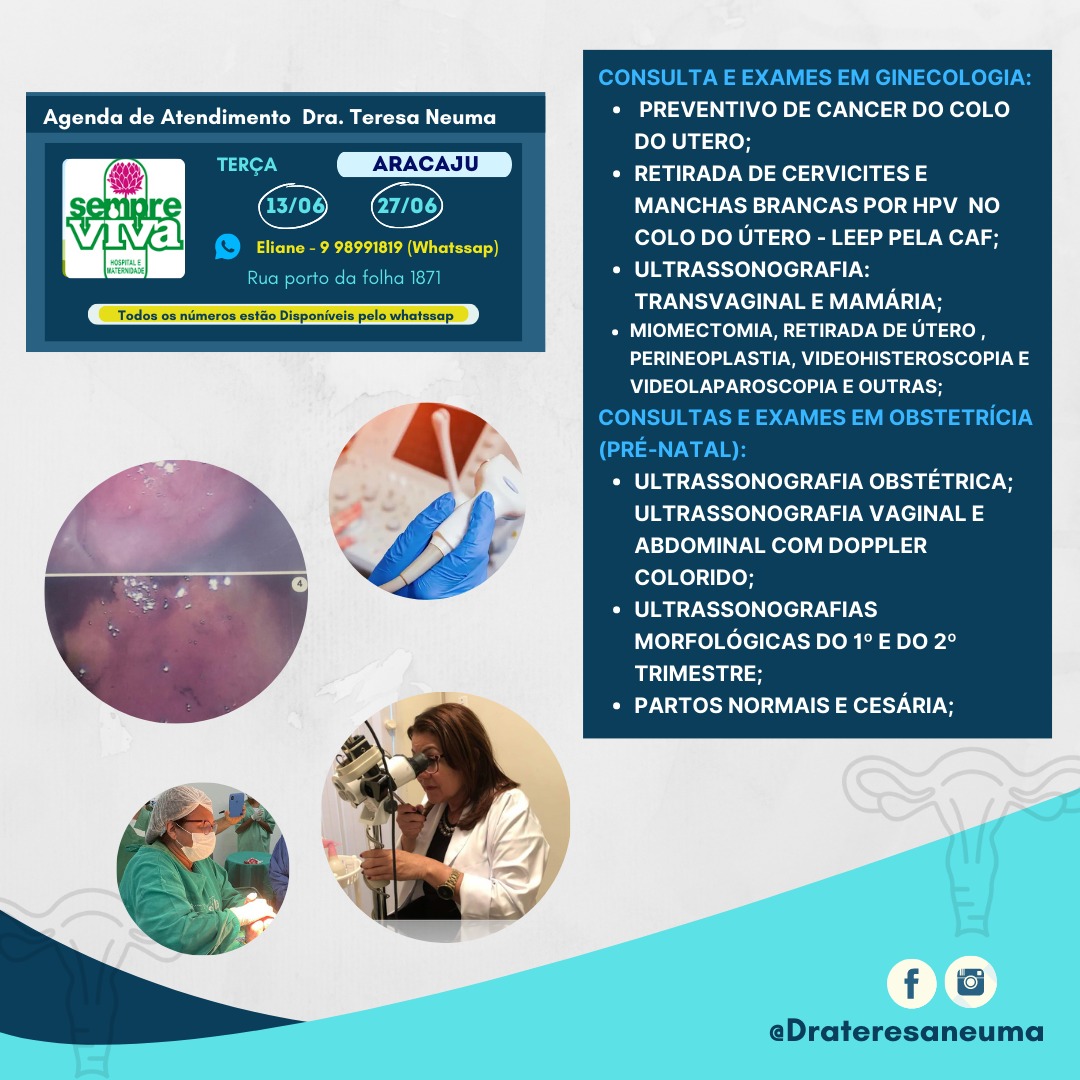 Agenda de Atendimento Dra. Teresa Neuma
TERÇA
ARACAJU
13/06
27/06
Eliane - 9 98991819 (Whatssap)
Rua porto da folha 1871
Todos os números estão Disponíveis pelo whatssap
sempre
viva
HOSPITAL E
MATERNIDADE
CONSULTA E EXAMES EM GINECOLOGIA:
• PREVENTIVO DE CANCER DO COLO
DO UTERO;
• RETIRADA DE CERVICITES E
MANCHAS BRANCAS POR HPV NO
COLO DO ÚTERO - LEEP PELA CAF;
• ULTRASSONOGRAFIA:
TRANSVAGINAL E MAMÁRIA;
• MIOMECTOMIA, RETIRADA DE ÚTERO ,
PERINEOPLASTIA, VIDEOHISTEROSCOPIA E
VIDEOLAPAROSCOPIA E OUTRAS;
CONSULTAS E EXAMES EM OBSTETRÍCIA
(PRÉ-NATAL):
• ULTRASSONOGRAFIA OBSTÉTRICA;
ULTRASSONOGRAFIA VAGINAL E
ABDOMINAL COM DOPPLER
COLORIDO;
• ULTRASSONOGRAFIAS
MORFOLÓGICAS DO 1º E DO 2º
TRIMESTRE;
• PARTOS NORMAIS E CESÁRIA;
4
@Drateresaneuma